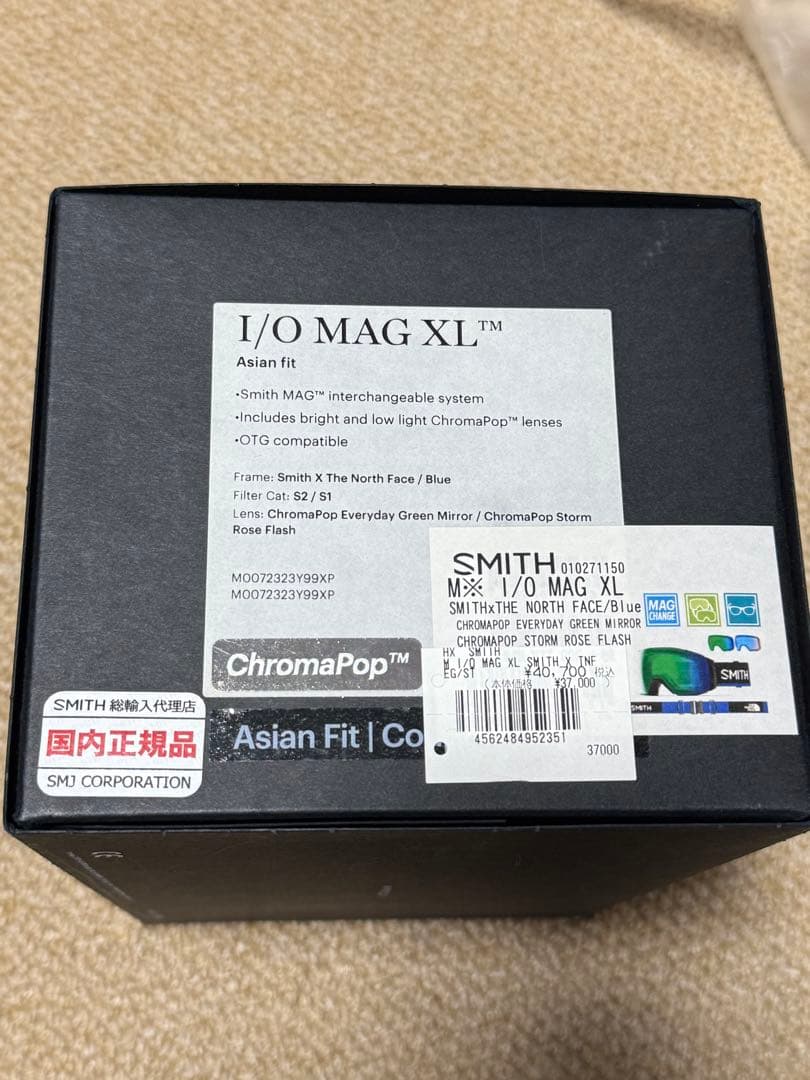 I/O MAG XL™
Asian fit
•Smith MAG™ interchangeable system
•Includes bright and low light ChromaPop™ lenses
•OTG compatible
Frame: Smith X The North Face / Blue
Filter Cat: S2 / S1
Lens: ChromaPop Everyday Green Mirror / ChromaPop Storm
Rose Flash
M0072323Y99XP
M0072323Y99XP
ChromaPop™
Asian Fit | Co
SMITH 総輸入代理店
国内正規品
SMJ CORPORATION
SMITH 010271150
M※ I/O MAG XL
SMITHxTHE NORTH FACE/Blue
CHROMAPOP EVERYDAY GREEN MIRROR
CHROMAPOP STORM ROSE FLASH
MAG
CHANGE
HX SMITH
M I/O MAG XL SMITH X TNF
EG/ST ¥40,700 税込
(本体価格 ¥37,000)
4562484952351
37000
SMITH
SMITH